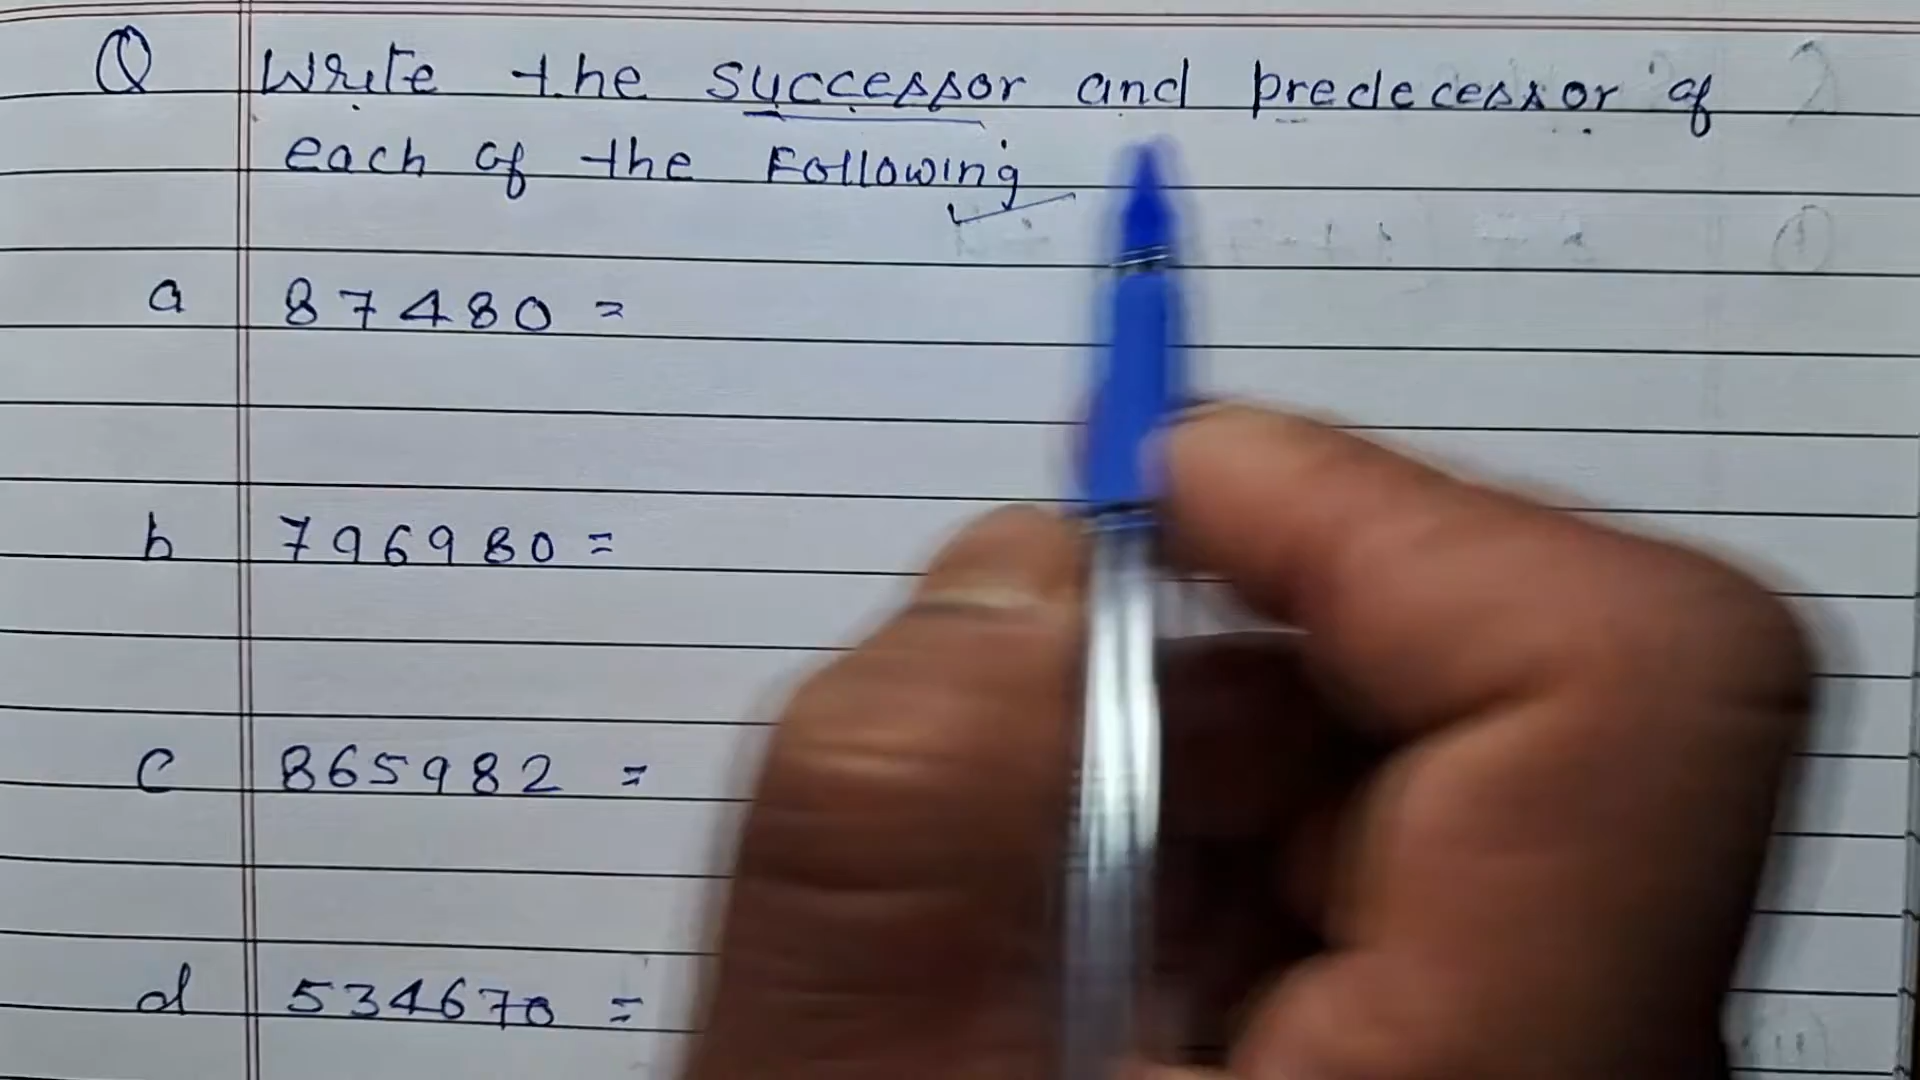 Q Write the successor and predecessor of
each of the Following
a 87480 =
b 796980 =
c 865982 =
d 534670 =